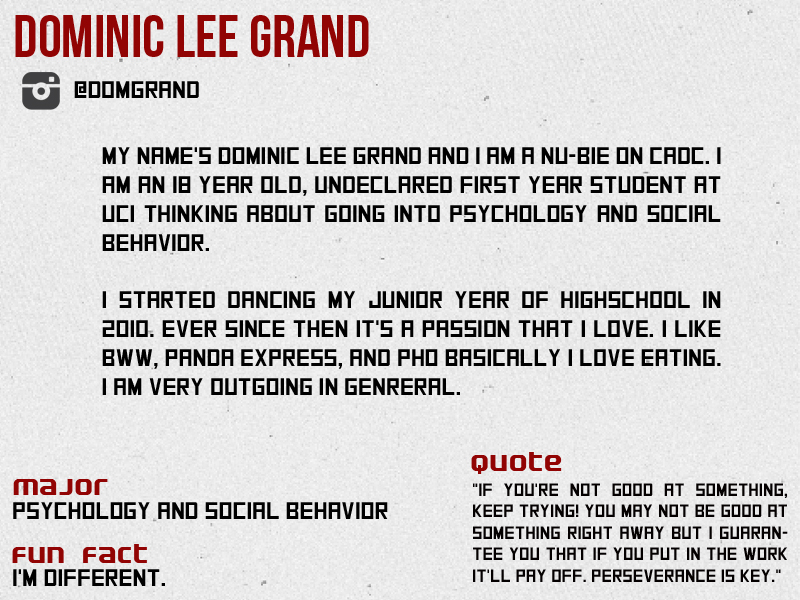 DOMINIC LEE GRAND
@DOMGRAND
MY NAME'S DOMINIC LEE GRAND AND I AM A NU-BIE ON CADC. I
AM AN 18 YEAR OLD, UNDECLARED FIRST YEAR STUDENT AT
UCI THINKING ABOUT GOING INTO PSYCHOLOGY AND SOCIAL
BEHAVIOR.
I STARTED DANCING MY JUNIOR YEAR OF HIGHSCHOOL IN
2010. EVER SINCE THEN IT'S A PASSION THAT I LOVE. I LIKE
BWW, PANDA EXPRESS, AND PHO BASICALLY I LOVE EATING.
I AM VERY OUTGOING IN GENRERAL.
major
PSYCHOLOGY AND SOCIAL BEHAVIOR
fun fact
I'M DIFFERENT.
Quote
"IF YOU'RE NOT GOOD AT SOMETHING,
KEEP TRYING! YOU MAY NOT BE GOOD AT
SOMETHING RIGHT AWAY BUT I GUARAN-
TEE YOU THAT IF YOU PUT IN THE WORK
IT'LL PAY OFF. PERSEVERANCE IS KEY."